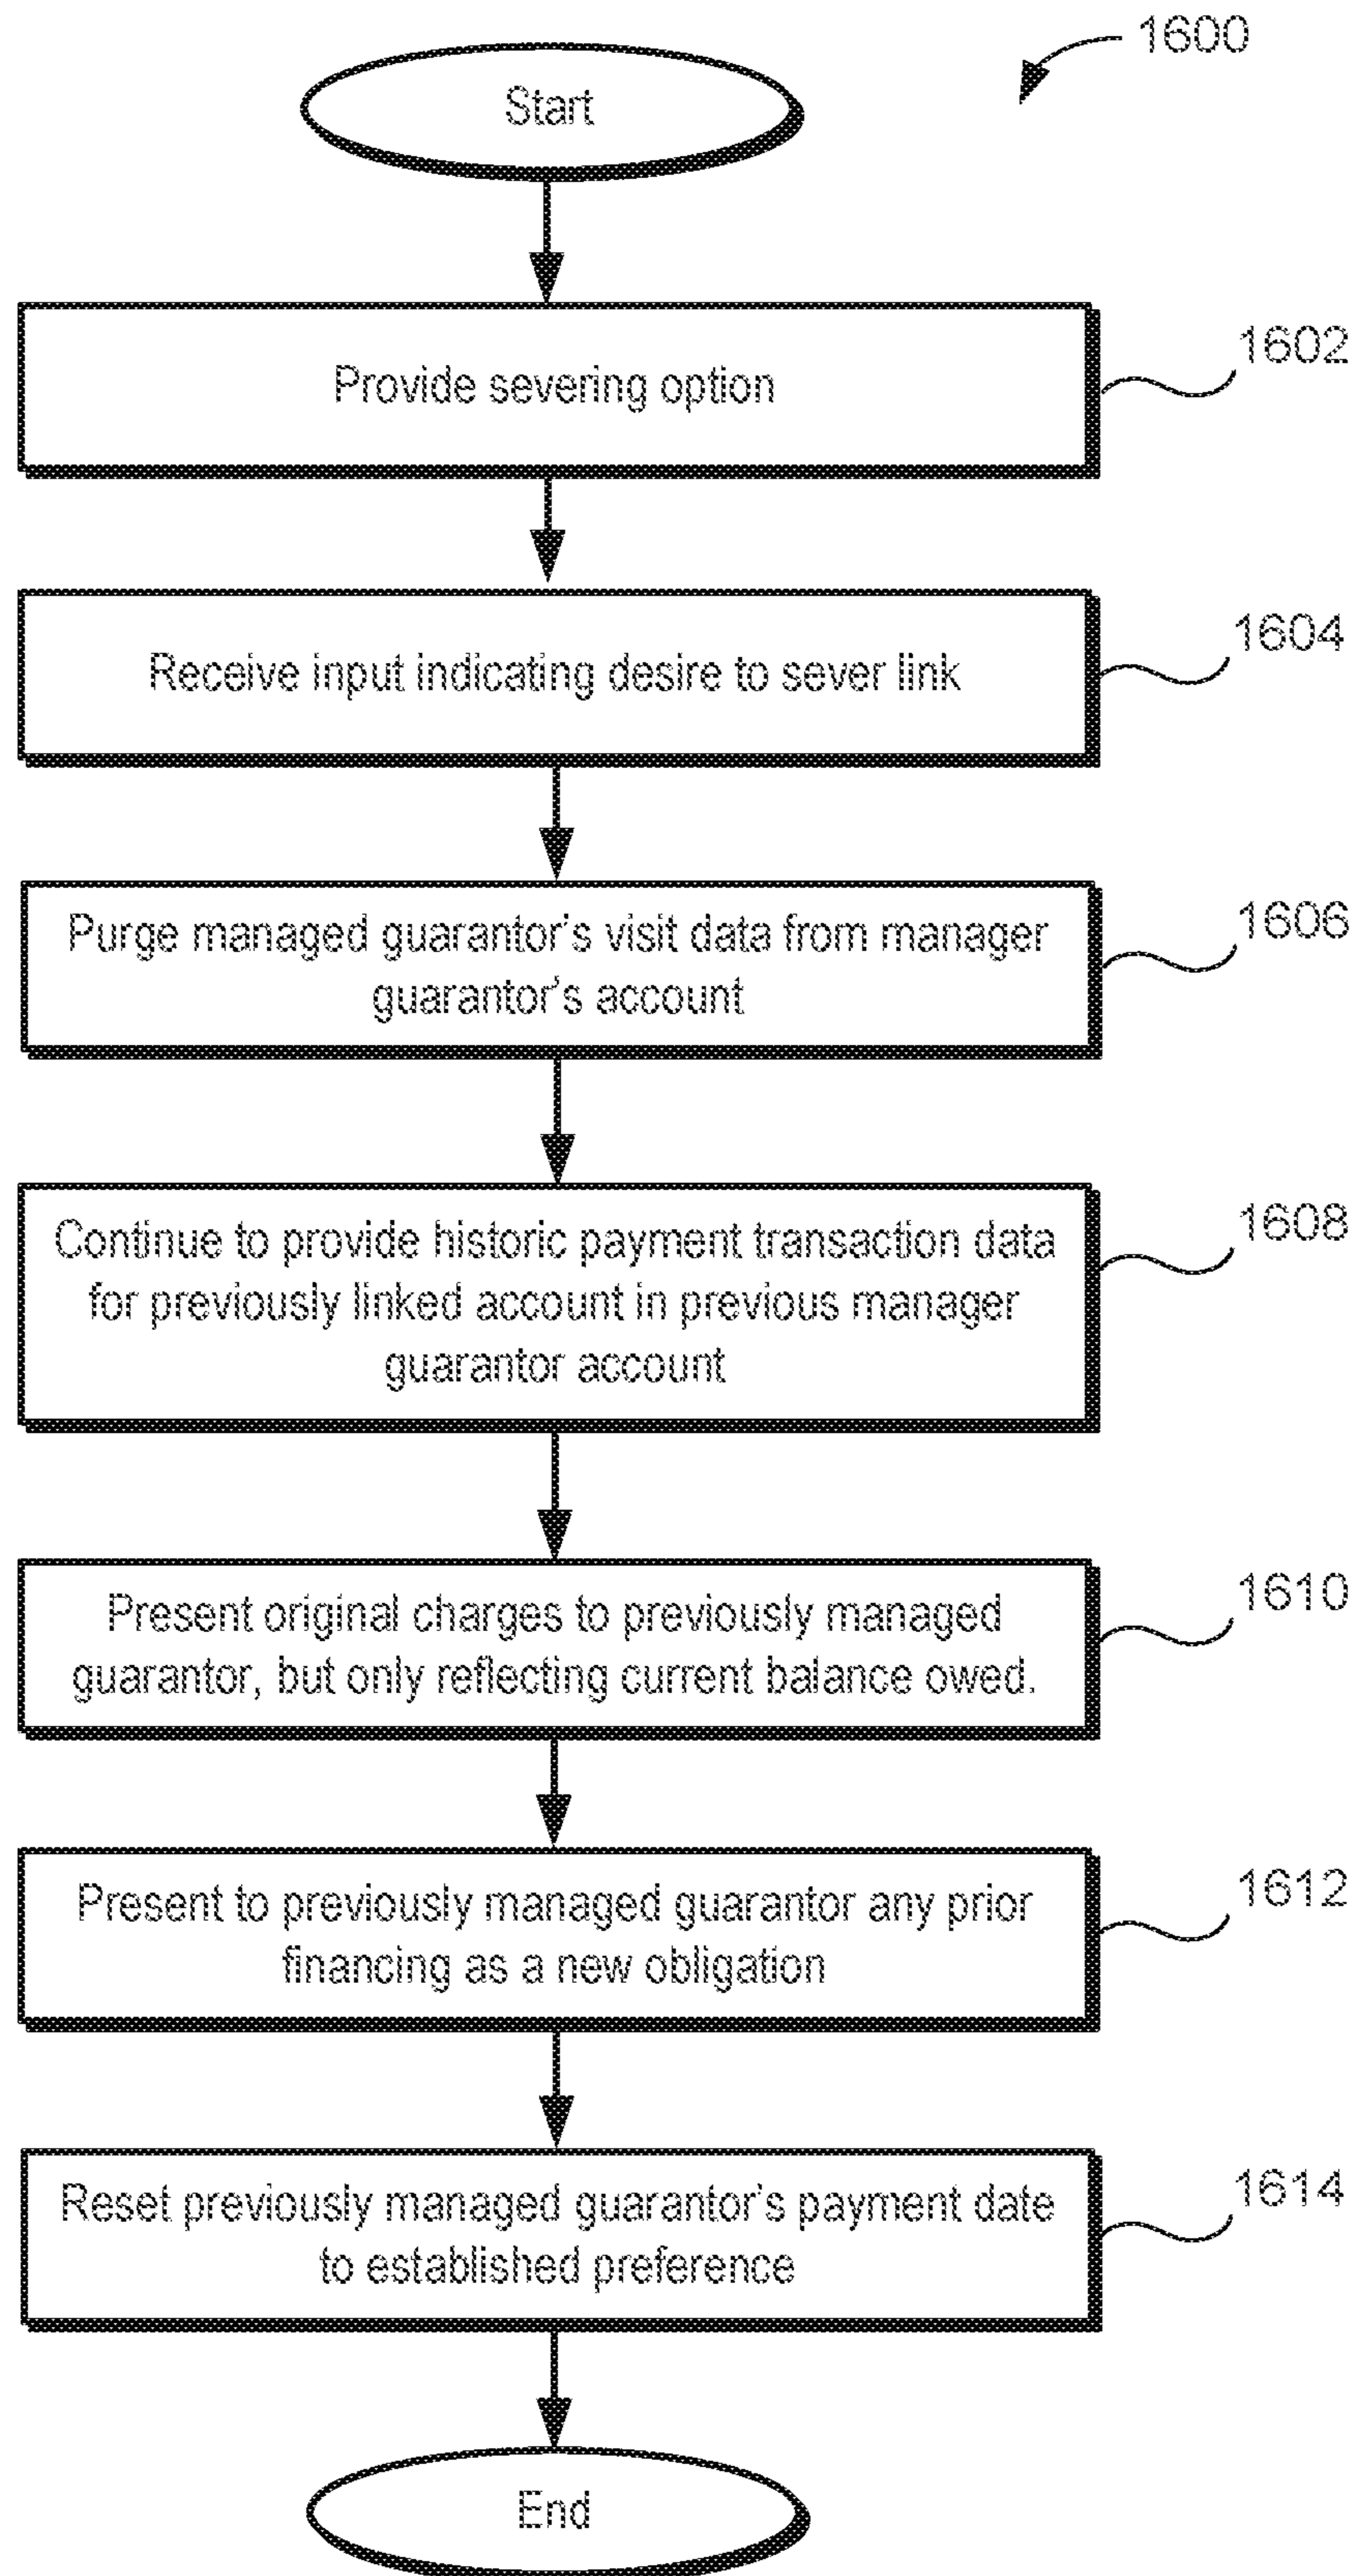 1600
Start
Provide severing option
1602
Receive input indicating desire to sever link
1604
Purge managed guarantor's visit data from manager
guarantor's account
1606
Continue to provide historic payment transaction data
for previously linked account in previous manager
guarantor account
1608
Present original charges to previously managed
guarantor, but only reflecting current balance owed.
1610
Present to previously managed guarantor any prior
financing as a new obligation
1612
Reset previously managed guarantor's payment date
to established preference
1614
End